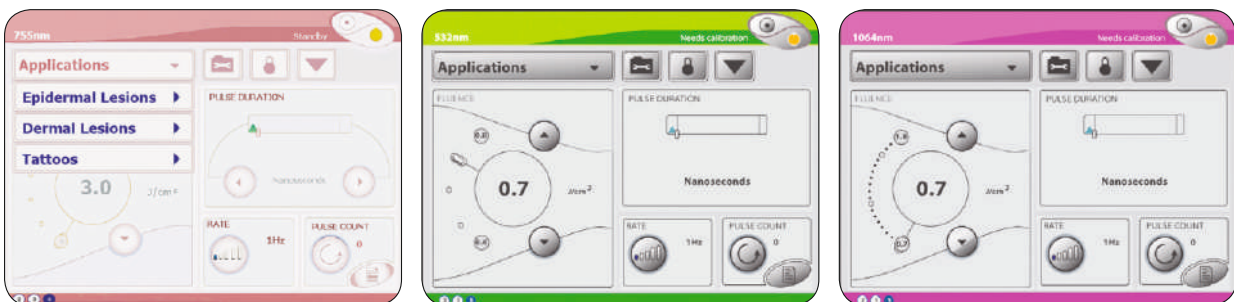 755nm
Standby
Applications
Epidermal Lesions
Dermal Lesions
Tattoos
3.0
J/cm²
PULSE DURATION
Nanoseconds
RATE
1Hz
PULSE COUNT
0
532nm
Needs calibration
Applications
FLUENCE
0.7
J/cm²
PULSE DURATION
Nanoseconds
RATE
1Hz
PULSE COUNT
0
1064nm
Needs calibration
Applications
FLUENCE
0.7
0.7
J/cm²
PULSE DURATION
Nanoseconds
RATE
1Hz
PULSE COUNT
0